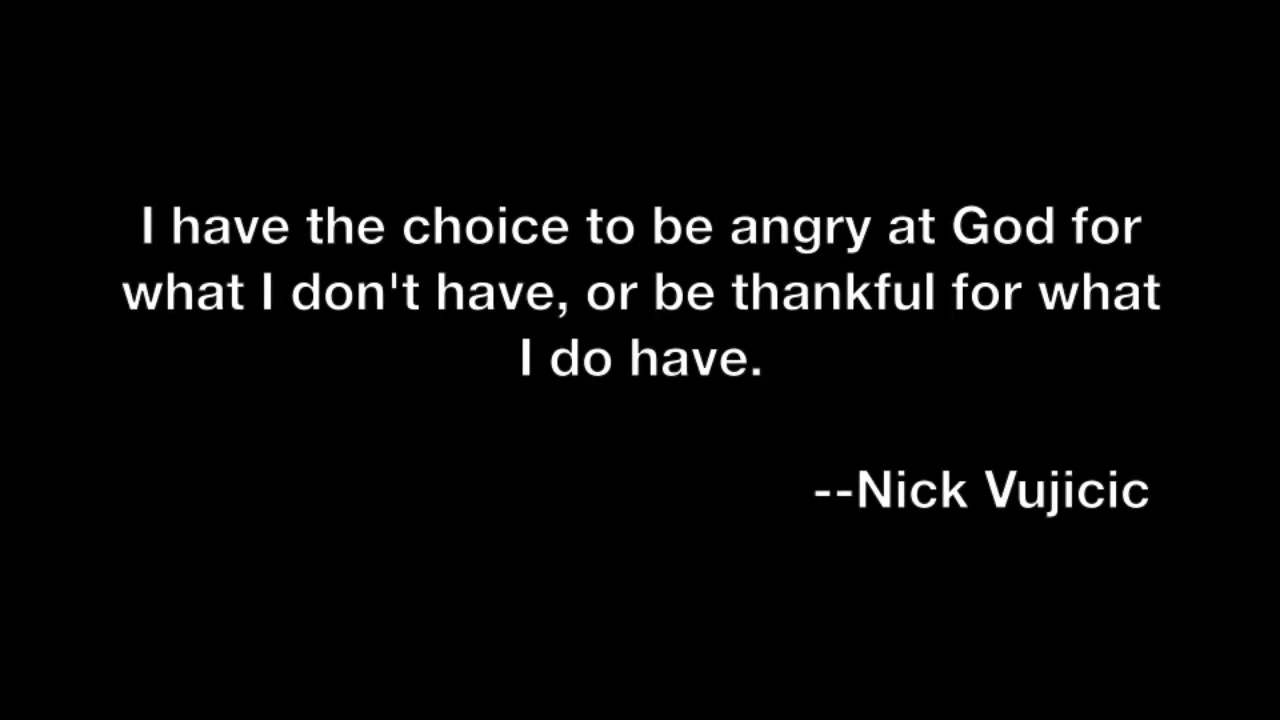 I have the choice to be angry at God for
what I don't have, or be thankful for what
I do have.
--Nick Vujicic